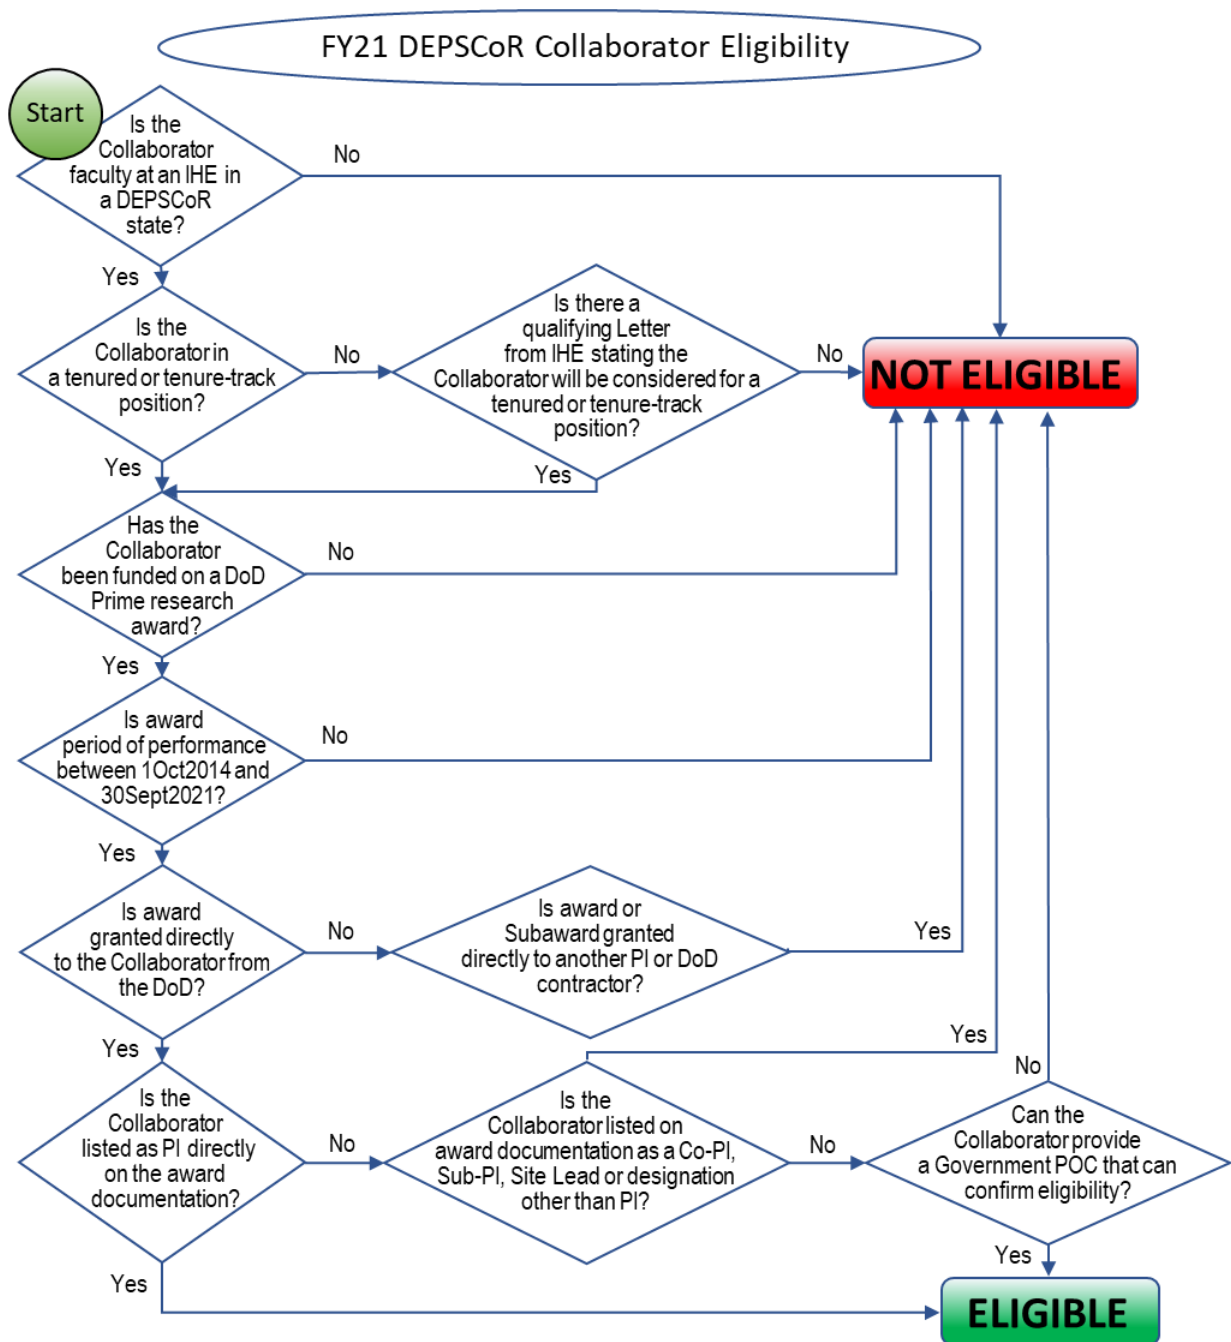 FY21 DEPSCoR Collaborator Eligibility
Start
Is the
Collaborator
faculty at an IHE in
a DEPSCoR
state?
No
Yes
Is the
Collaborator in
a tenured or tenure-track
position?
No
Is there a
qualifying Letter
from IHE stating the
Collaborator will be considered for a
tenured or tenure-track
position?
No
NOT ELIGIBLE
Yes
Yes
Has the
Collaborator
been funded on a DoD
Prime research
award?
No
Yes
Is award
period of performance
between 1Oct2014 and
30Sept2021?
No
Yes
Is award
granted directly
to the Collaborator from
the DoD?
No
Is award or
Subaward granted
directly to another PI or DoD
contractor?
Yes
Yes
Is the
Collaborator
listed as PI directly
on the award
documentation?
No
Is the
Collaborator listed on
award documentation as a Co-PI,
Sub-PI, Site Lead or designation
other than PI?
Yes
No
Can the
Collaborator provide
a Government POC that can
confirm eligibility?
No
Yes
Yes
ELIGIBLE